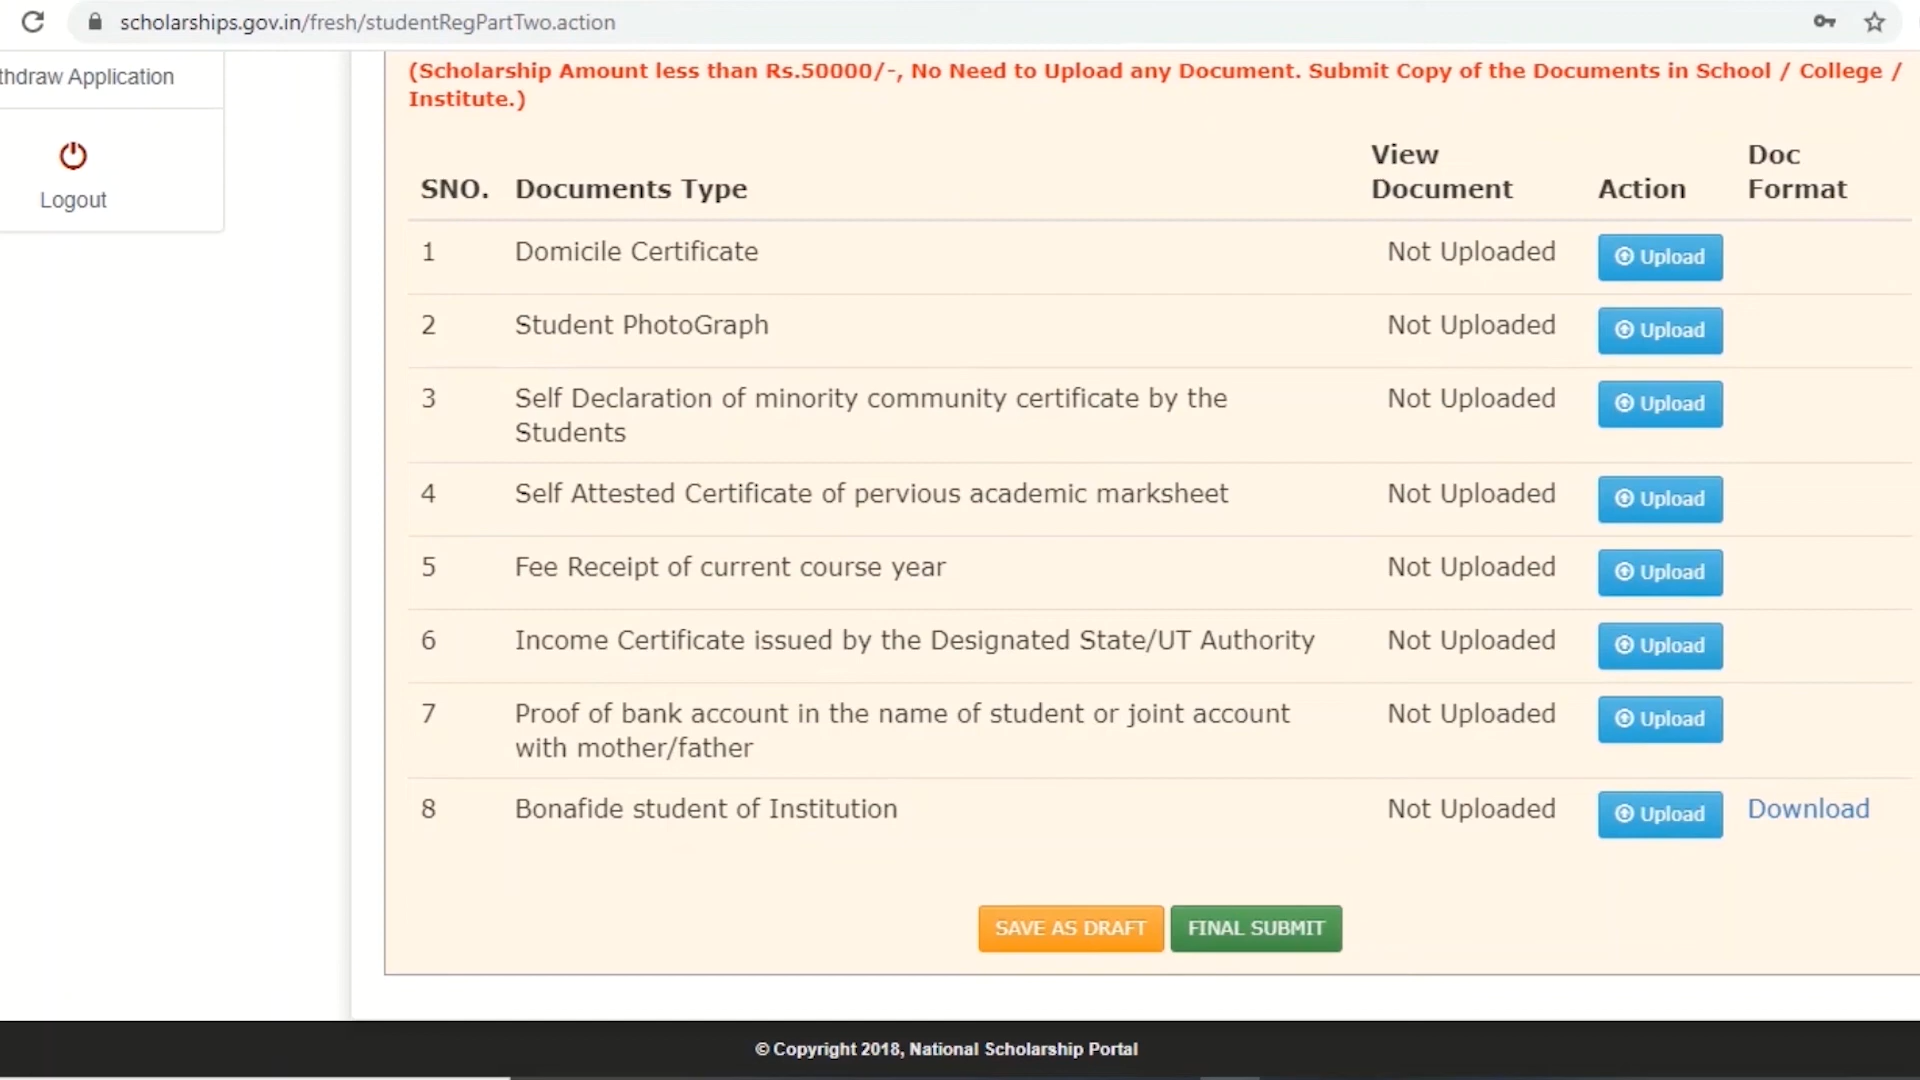 scholarships.gov.in/fresh/studentRegPartTwo.action
thdraw Application
Logout
(Scholarship Amount less than Rs.50000/-, No Need to Upload any Document. Submit Copy of the Documents in School / College /
Institute.)
SNO. Documents Type View Document Action Doc Format
1 Domicile Certificate Not Uploaded Upload
2 Student PhotoGraph Not Uploaded Upload
3 Self Declaration of minority community certificate by the Not Uploaded Upload
Students
4 Self Attested Certificate of pervious academic marksheet Not Uploaded Upload
5 Fee Receipt of current course year Not Uploaded Upload
6 Income Certificate issued by the Designated State/UT Authority Not Uploaded Upload
7 Proof of bank account in the name of student or joint account Not Uploaded Upload
with mother/father
8 Bonafide student of Institution Not Uploaded Upload Download
SAVE AS DRAFT FINAL SUBMIT
© Copyright 2018, National Scholarship Portal